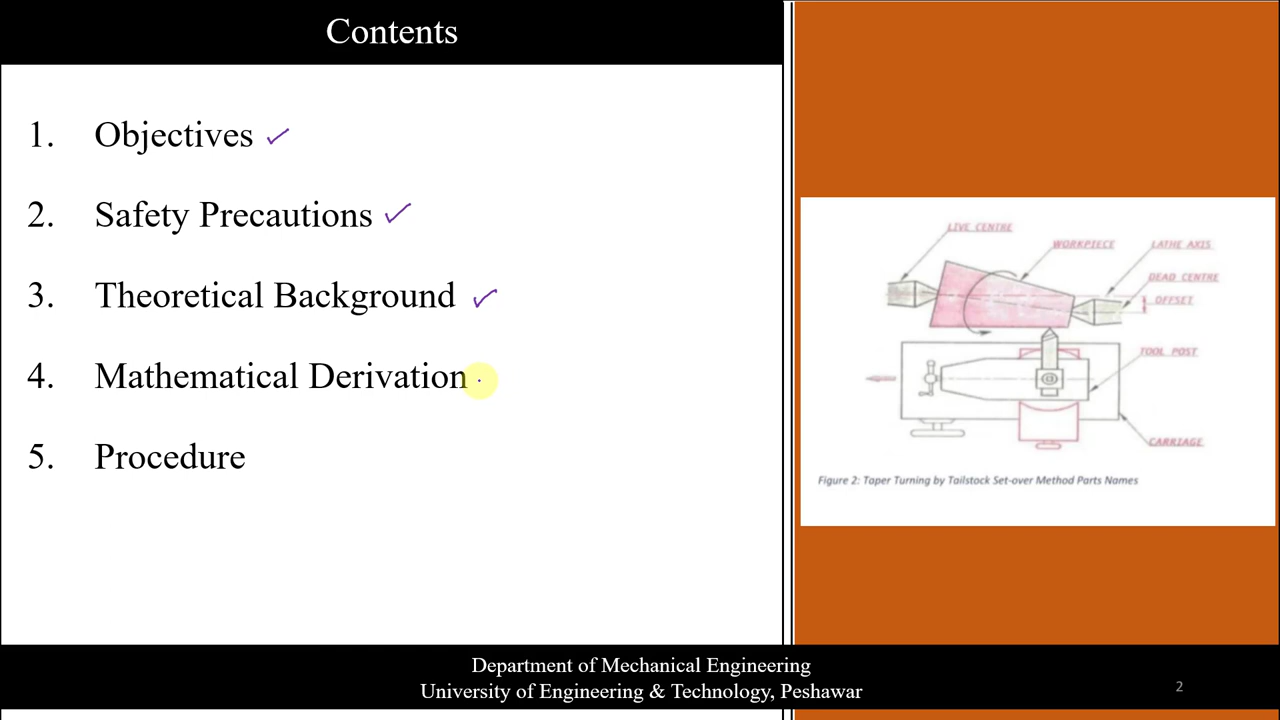 Contents
1. Objectives
2. Safety Precautions
3. Theoretical Background
4. Mathematical Derivation
5. Procedure
LIVE CENTRE
WORKPIECE
LATHE AXIS
DEAD CENTRE
OFFSET
TOOL POST
CARRIAGE
Figure 2: Taper Turning by Tailstock Set-over Method Parts Names
Department of Mechanical Engineering
University of Engineering & Technology, Peshawar
2